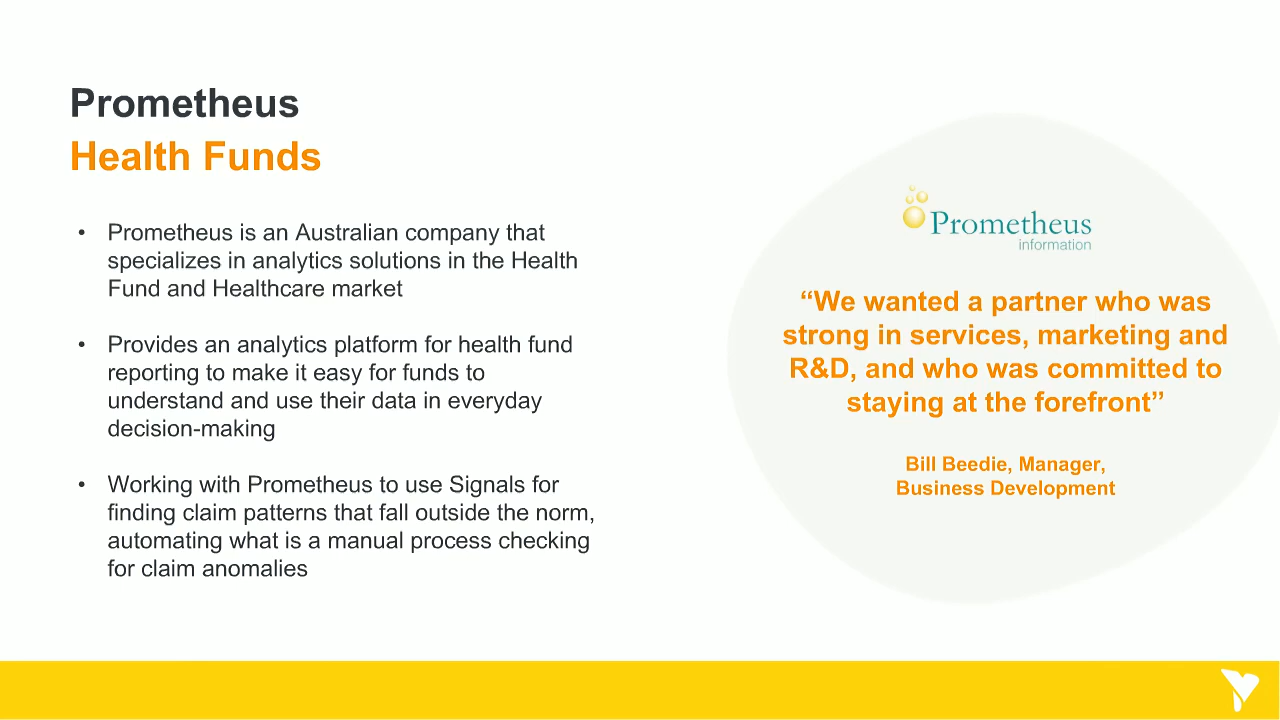 Prometheus
Health Funds
• Prometheus is an Australian company that
specializes in analytics solutions in the Health
Fund and Healthcare market
• Provides an analytics platform for health fund
reporting to make it easy for funds to
understand and use their data in everyday
decision-making
• Working with Prometheus to use Signals for
finding claim patterns that fall outside the norm,
automating what is a manual process checking
for claim anomalies
Prometheus
information
“We wanted a partner who was
strong in services, marketing and
R&D, and who was committed to
staying at the forefront”
Bill Beedie, Manager,
Business Development